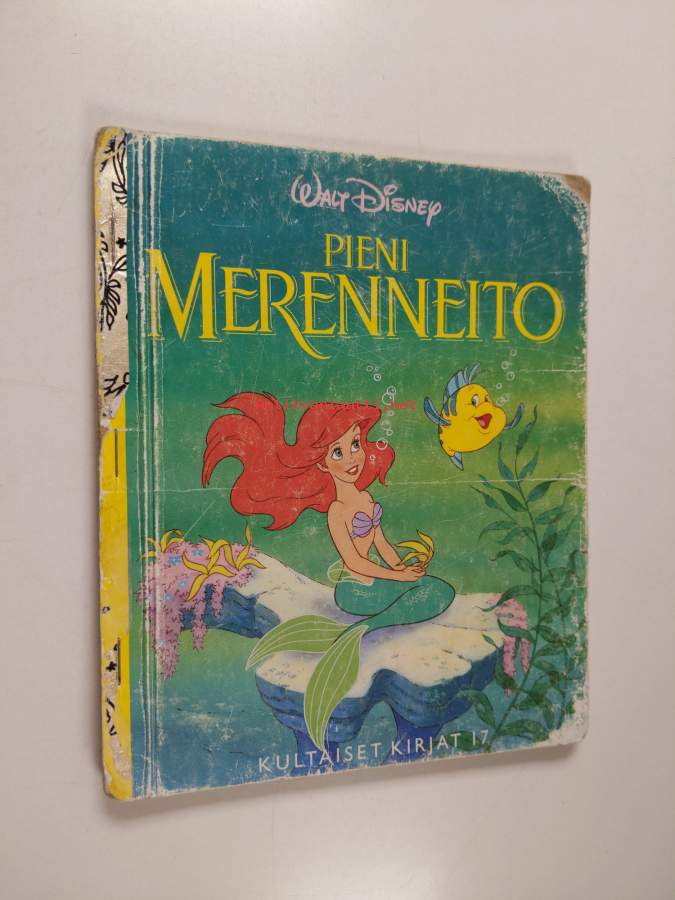 WALT DISNEY
PIENI
MERENNEITO
KULTAISET KIRJAT 17